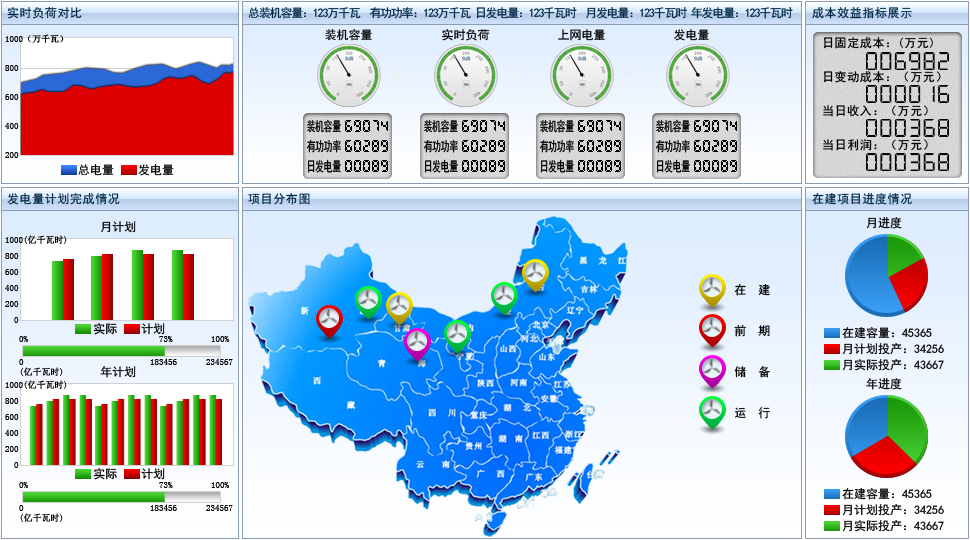 实时负荷对比
1000 (万千瓦)
800
600
400
200
总电量 发电量
总装机容量: 123万千瓦 有功功率: 123万千瓦 日发电量: 123千瓦时 月发电量: 123千瓦时 年发电量: 123千瓦时
装机容量 实时负荷 上网电量 发电量
装机容量 69074
有功功率 60289
日发电量 00089
装机容量 69074
有功功率 60289
日发电量 00089
装机容量 69074
有功功率 60289
日发电量 00089
装机容量 69074
有功功率 60289
日发电量 00089
成本效益指标展示
日固定成本: (万元)
006982
日变动成本: (万元)
000016
当日收入: (万元)
000368
当日利润: (万元)
000368
发电量计划完成情况
月计划
1000(亿千瓦时)
800
600
400
200
0
实际 计划
0% 73% 100%
0 183456 234567
(亿千瓦时)
年计划
1000(亿千瓦时)
800
600
400
200
0
实际 计划
0% 73% 100%
0 183456 234567
(亿千瓦时)
项目分布图
黑 龙 江
吉林
辽宁
新
甘肃
内
北京
河北
山西
山东
宁夏
青 海
西 藏
陕西
河南
江苏
安徽
四 川
重庆
湖 北
贵州
湖 南
江西
浙江
福建
云 南
广 西
广东
在 建
前 期
储 备
运 行
在建项目进度情况
月进度
在建容量: 45365
月计划投产: 34256
月实际投产: 43667
年进度
在建容量: 45365
月计划投产: 34256
月实际投产: 43667